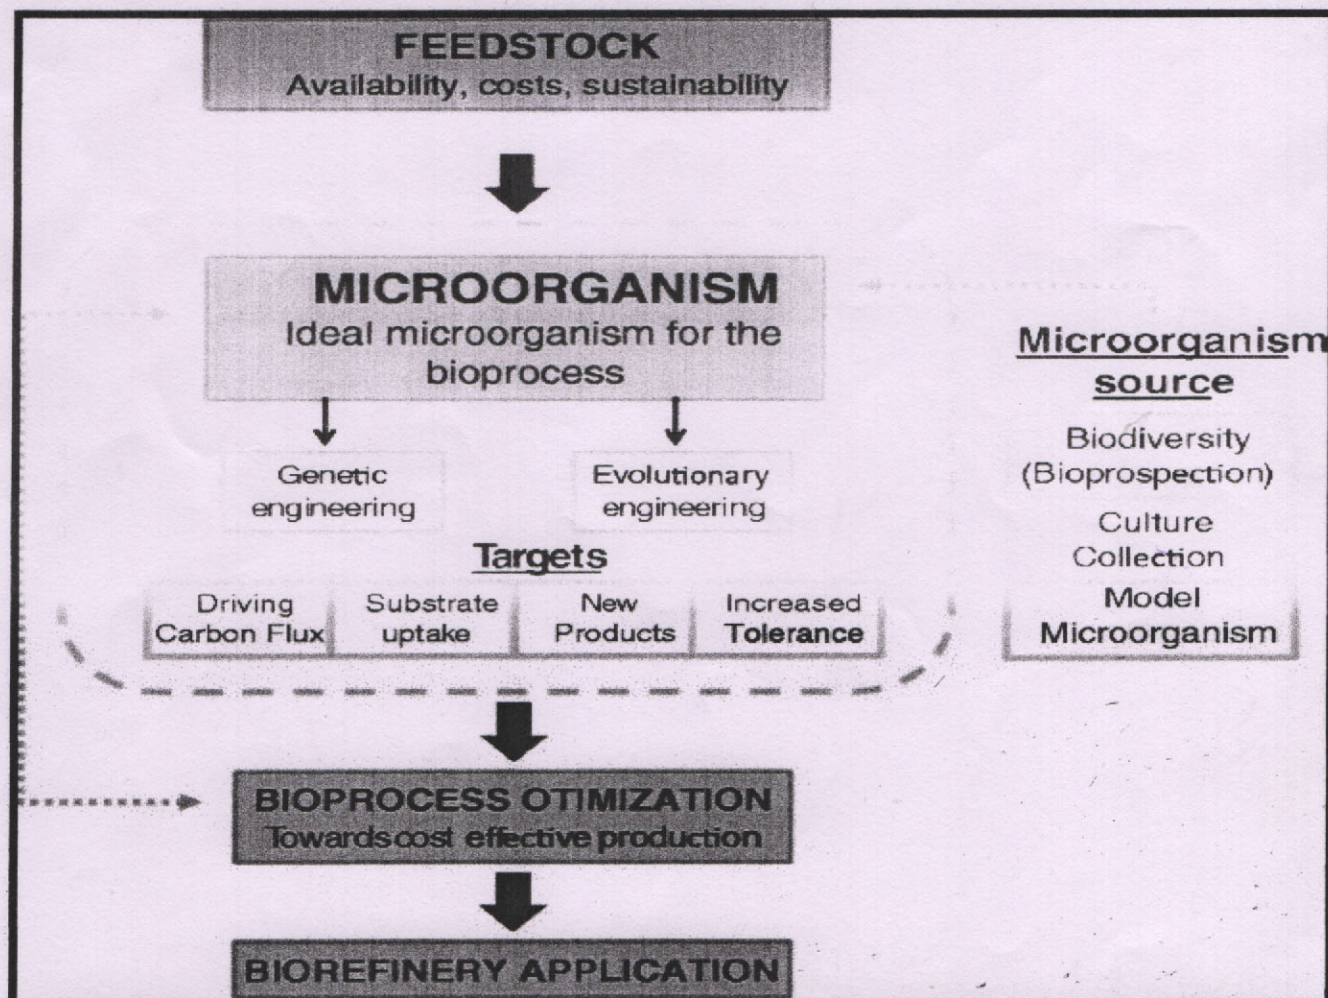 FEEDSTOCK
Availability, costs, sustainability
MICROORGANISM
Ideal microorganism for the
bioprocess
Genetic
engineering
Evolutionary
engineering
Targets
Driving
Carbon Flux
Substrate
uptake
New
Products
Increased
Tolerance
Microorganism
source
Biodiversity
(Bioprospection)
Culture
Collection
Model
Microorganism
BIOPROCESS OTIMIZATION
Towards cost effective production
BIOREFINERY APPLICATION